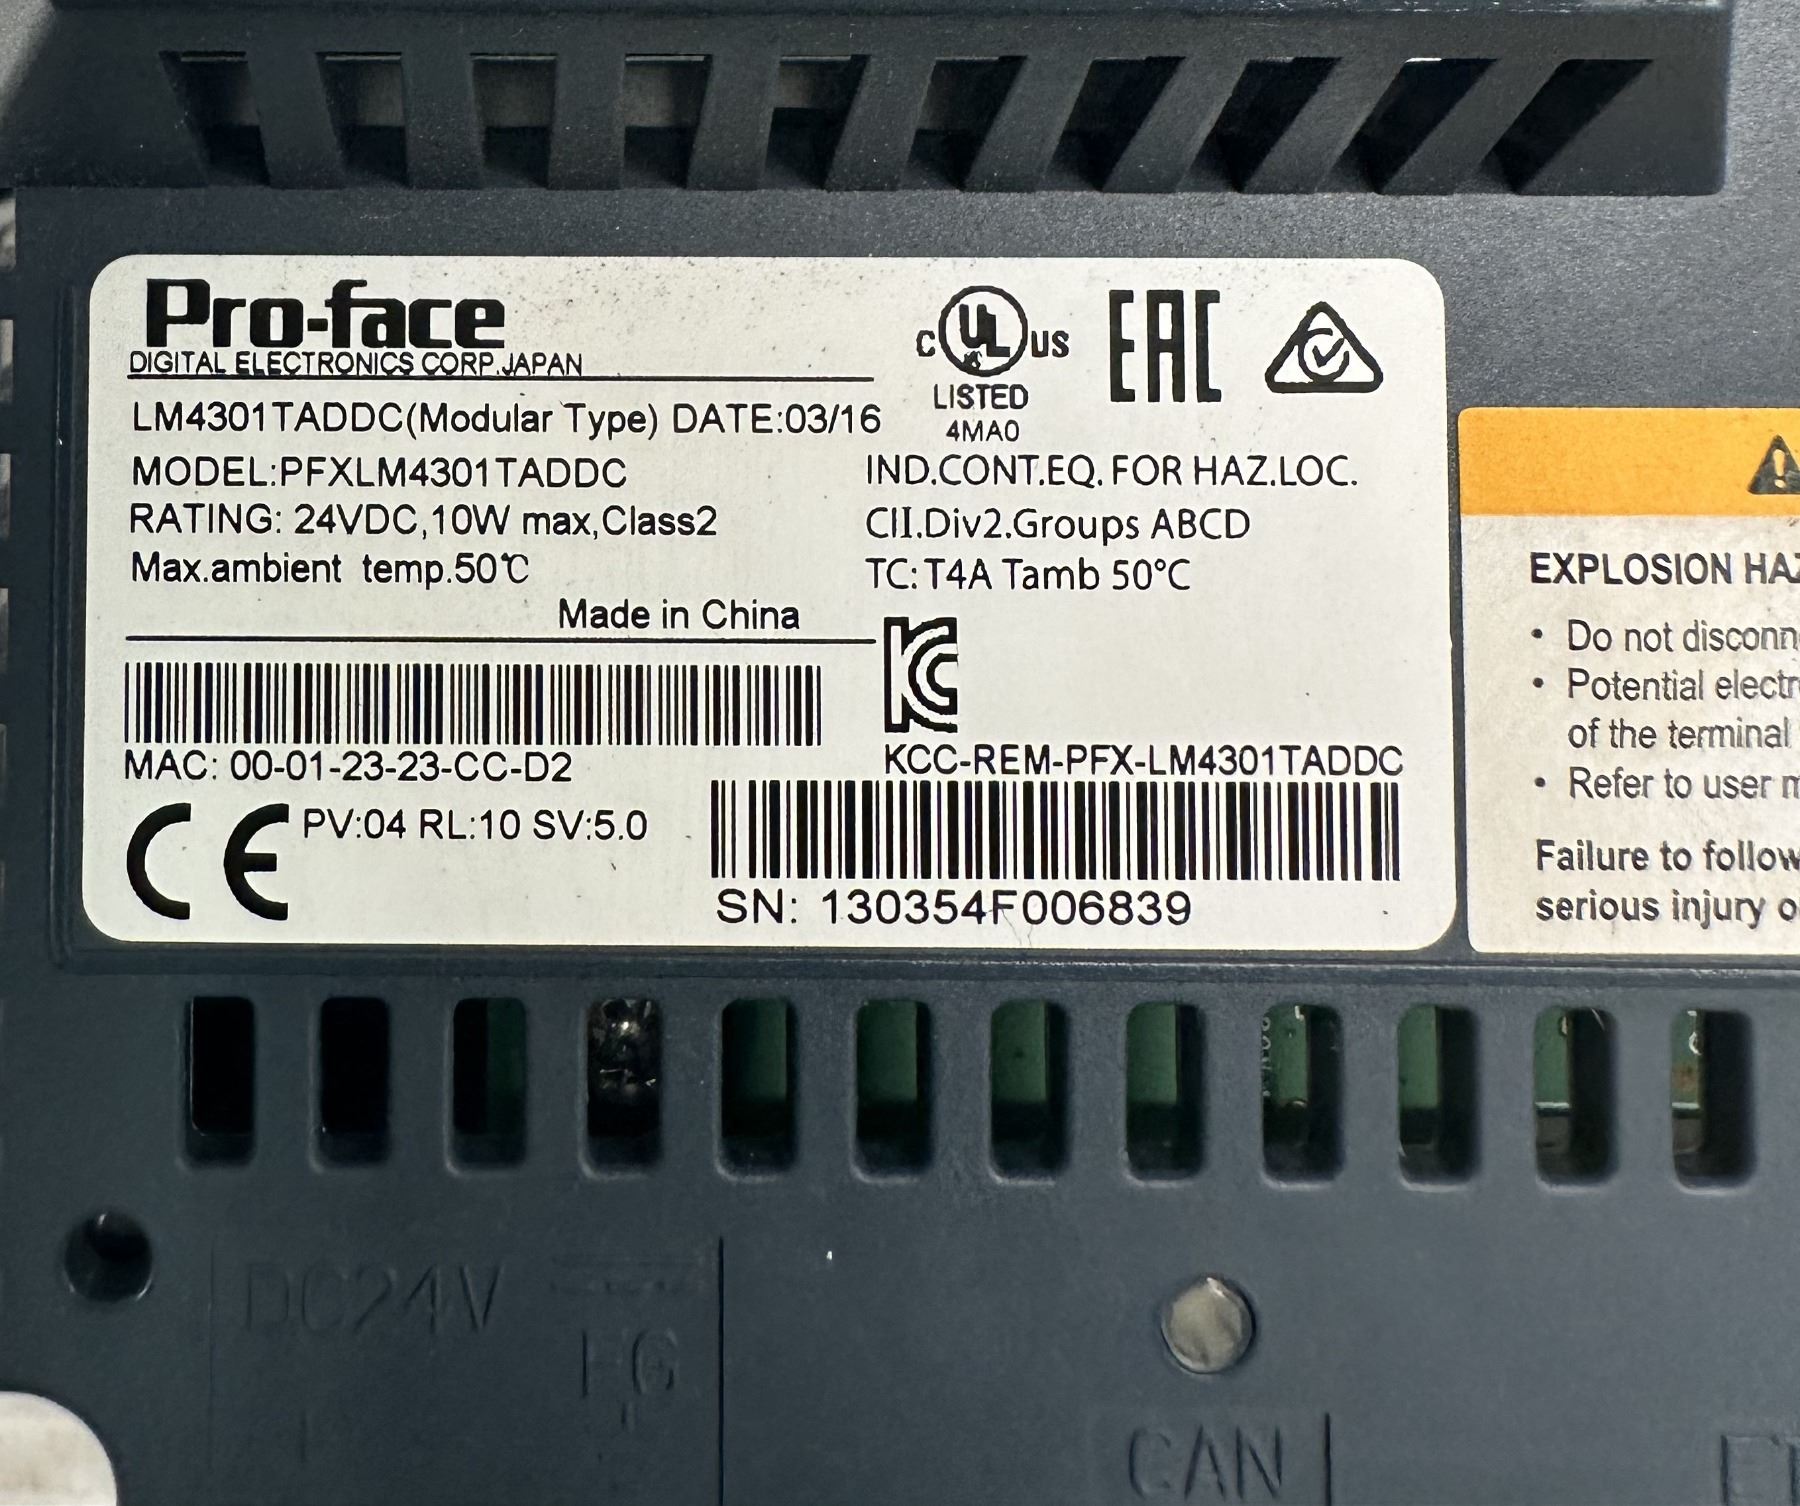 Pro-face
DIGITAL ELECTRONICS CORP.JAPAN
C UL US
LISTED
4MA0
EAC
LM4301TADDC(Modular Type) DATE:03/16
MODEL:PFXLM4301TADDC
RATING: 24VDC,10W max,Class2
Max.ambient temp.50℃
Made in China
IND.CONT.EQ. FOR HAZ.LOC.
CII.Div2.Groups ABCD
TC:T4A Tamb 50°C
KC
KCC-REM-PFX-LM4301TADDC
MAC: 00-01-23-23-CC-D2
CE
PV:04 RL:10 SV:5.0
SN: 130354F006839
EXPLOSION
• Do not
• Potential
of the terminal
• Refer to user
Failure to follow
serious injury
DC24V
FG
CAN